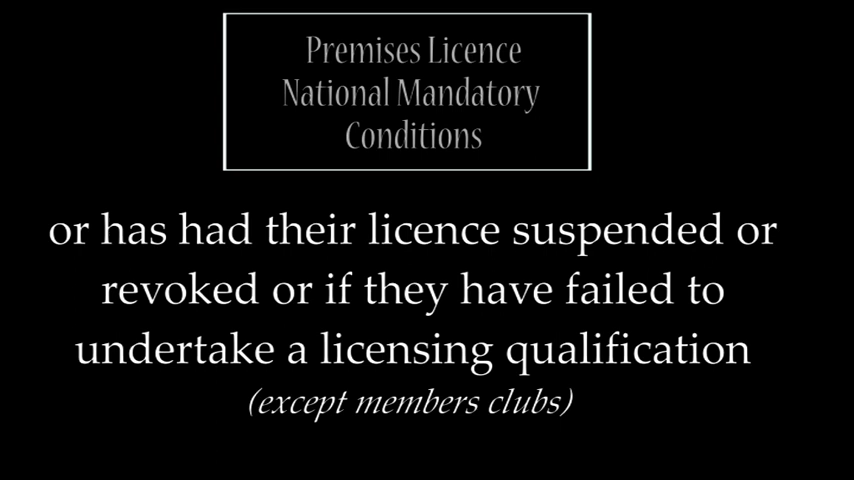 Premises Licence
National Mandatory
Conditions
or has had their licence suspended or
revoked or if they have failed to
undertake a licensing qualification
(except members clubs)